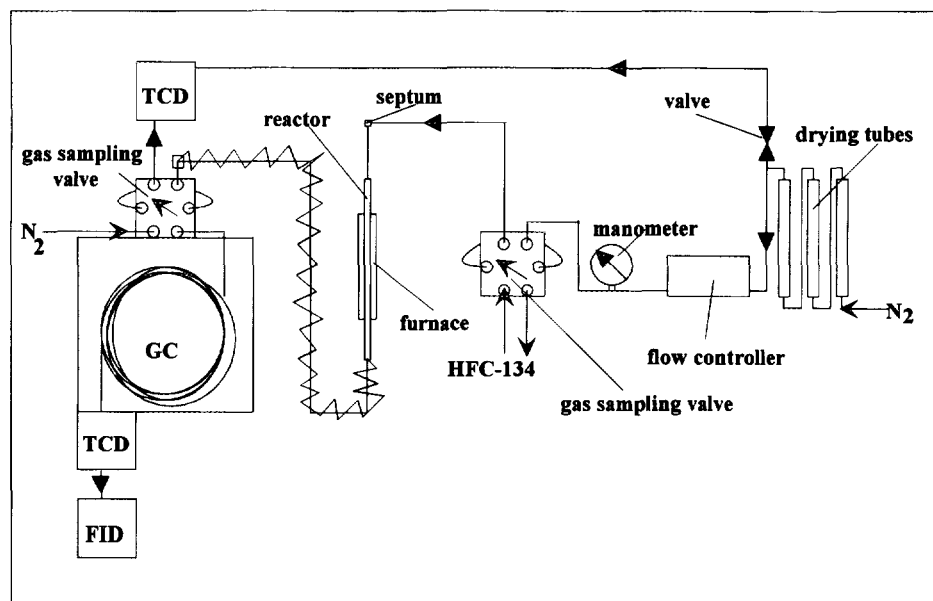 TCD
septum
reactor
valve
drying tubes
gas sampling
valve
N2
manometer
GC
furnace
N2
HFC-134
flow controller
gas sampling valve
TCD
FID